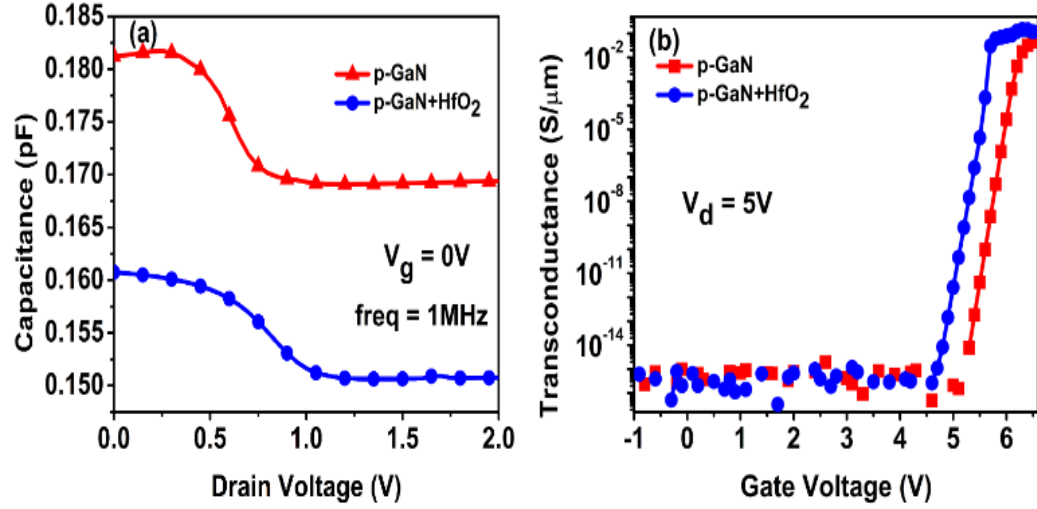 (a)
p-GaN
p-GaN+HfO2
Vg = 0V
freq = 1MHz
Capacitance (pF)
0.185
0.180
0.175
0.170
0.165
0.160
0.155
0.150
0.0
0.5
1.0
1.5
2.0
Drain Voltage (V)
(b)
p-GaN
p-GaN+HfO2
Vd = 5V
Transconductance (S/μm)
10-2
10-5
10-8
10-11
10-14
-1
0
1
2
3
4
5
6
Gate Voltage (V)